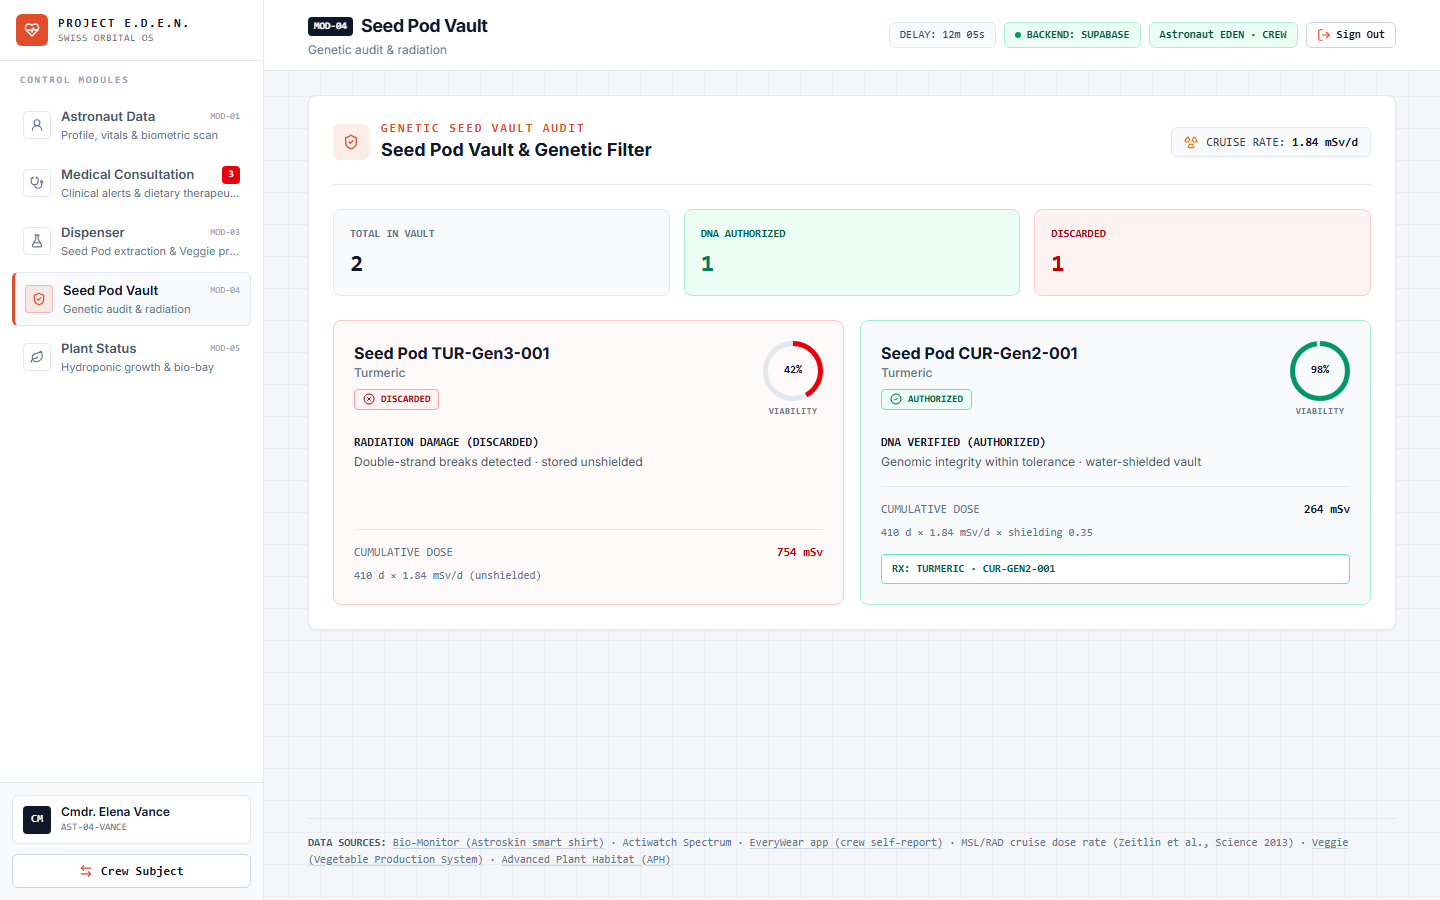 PROJECT E.D.E.N.
SWISS ORBITAL OS
CONTROL MODULES
Astronaut Data MOD-01
Profile, vitals & biometric scan
Medical Consultation 3
Clinical alerts & dietary therapeu...
Dispenser MOD-03
Seed Pod extraction & Veggie pr...
Seed Pod Vault MOD-04
Genetic audit & radiation
Plant Status MOD-05
Hydroponic growth & bio-bay
CM
Cmdr. Elena Vance
AST-04-VANCE
Crew Subject
MOD-04 Seed Pod Vault
Genetic audit & radiation
DELAY: 12m 05s
BACKEND: SUPABASE
Astronaut EDEN · CREW
Sign Out
GENETIC SEED VAULT AUDIT
Seed Pod Vault & Genetic Filter
CRUISE RATE: 1.84 mSv/d
TOTAL IN VAULT
2
DNA AUTHORIZED
1
DISCARDED
1
Seed Pod TUR-Gen3-001
Turmeric
DISCARDED
42%
VIABILITY
RADIATION DAMAGE (DISCARDED)
Double-strand breaks detected · stored unshielded
CUMULATIVE DOSE 754 mSv
410 d × 1.84 mSv/d (unshielded)
Seed Pod CUR-Gen2-001
Turmeric
AUTHORIZED
98%
VIABILITY
DNA VERIFIED (AUTHORIZED)
Genomic integrity within tolerance · water-shielded vault
CUMULATIVE DOSE 264 mSv
410 d × 1.84 mSv/d × shielding 0.35
RX: TURMERIC · CUR-GEN2-001
DATA SOURCES: Bio-Monitor (Astroskin smart shirt) · Actiwatch Spectrum · EveryWear app (crew self-report) · MSL/RAD cruise dose rate (Zeitlin et al., Science 2013) · Veggie
(Vegetable Production System) · Advanced Plant Habitat (APH)